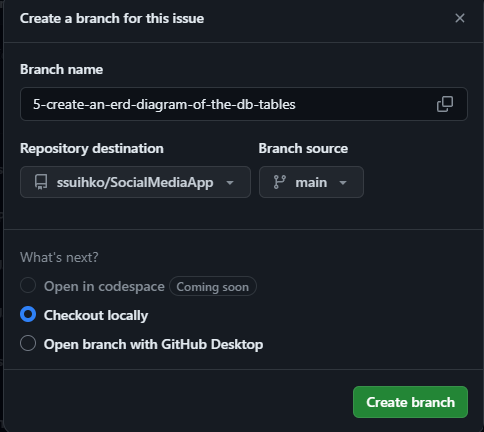 Create a branch for this issue
Branch name
5-create-an-erd-diagram-of-the-db-tables
Repository destination
Branch source
ssuihko/SocialMediaApp
main
What's next?
Open in codespace Coming soon
Checkout locally
Open branch with GitHub Desktop
Create branch